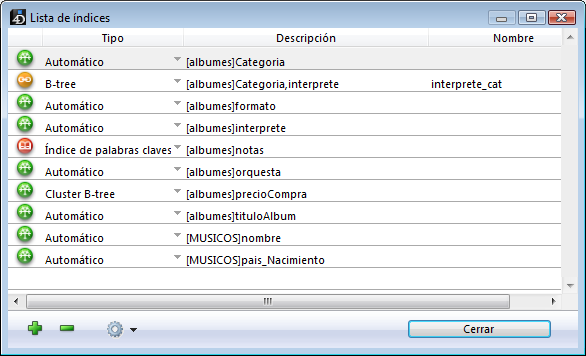 4D Lista de índices
Tipo Descripción Nombre
Automático [albumes]Categoria
B-tree [albumes]Categoria,interprete interprete_cat
Automático [albumes]formato
Automático [albumes]interprete
Índice de palabras claves [albumes]notas
Automático [albumes]orquesta
Cluster B-tree [albumes]precioCompra
Automático [albumes]tituloAlbum
Automático [MUSICOS]nombre
Automático [MUSICOS]pais_Nacimiento
Cerrar